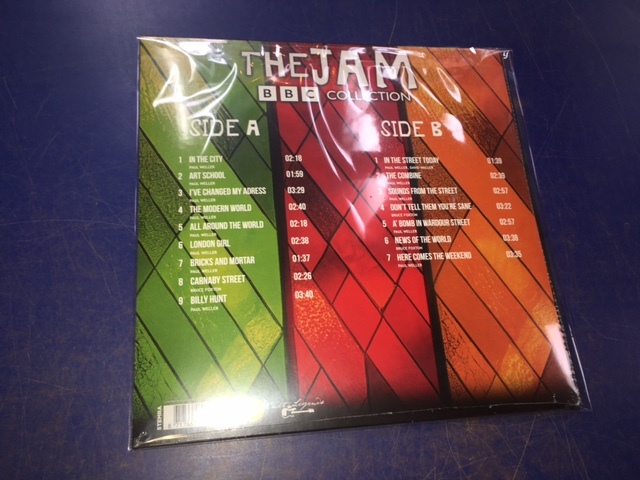 THE JAM
BBC COLLECTION
SIDE A
1 IN THE CITY 02:18
PAUL WELLER
2 ART SCHOOL 01:59
PAUL WELLER
3 I'VE CHANGED MY ADRESS 03:29
PAUL WELLER
4 THE MODERN WORLD 02:40
PAUL WELLER
5 ALL AROUND THE WORLD 02:18
PAUL WELLER
6 LONDON GIRL 02:38
PAUL WELLER
7 BRICKS AND MORTAR 01:37
PAUL WELLER
8 CARNABY STREET 02:26
BRUCE FOXTON
9 BILLY HUNT 03:40
PAUL WELLER
SIDE B
1 IN THE STREET TODAY 01:39
PAUL WELLER, DAVE WALLER
2 THE COMBINE 02:39
PAUL WELLER
3 SOUNDS FROM THE STREET 02:57
PAUL WELLER
4 DON'T TELL THEM YOU'RE SANE 03:22
BRUCE FOXTON
5 A' BOMB IN WARDOUR STREET 02:57
PAUL WELLER
6 NEWS OF THE WORLD 03:38
BRUCE FOXTON
7 HERE COMES THE WEEKEND 03:35
PAUL WELLER